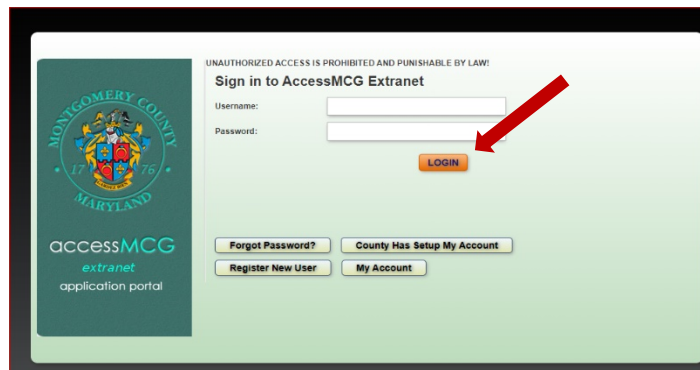 UNAUTHORIZED ACCESS IS PROHIBITED AND PUNISHABLE BY LAW!
Sign in to AccessMCG Extranet
Username:
Password:
LOGIN
Forgot Password?
County Has Setup My Account
Register New User
My Account
MONTGOMERY COUNTY
17 76
MARYLAND
accessMCG
extranet
application portal